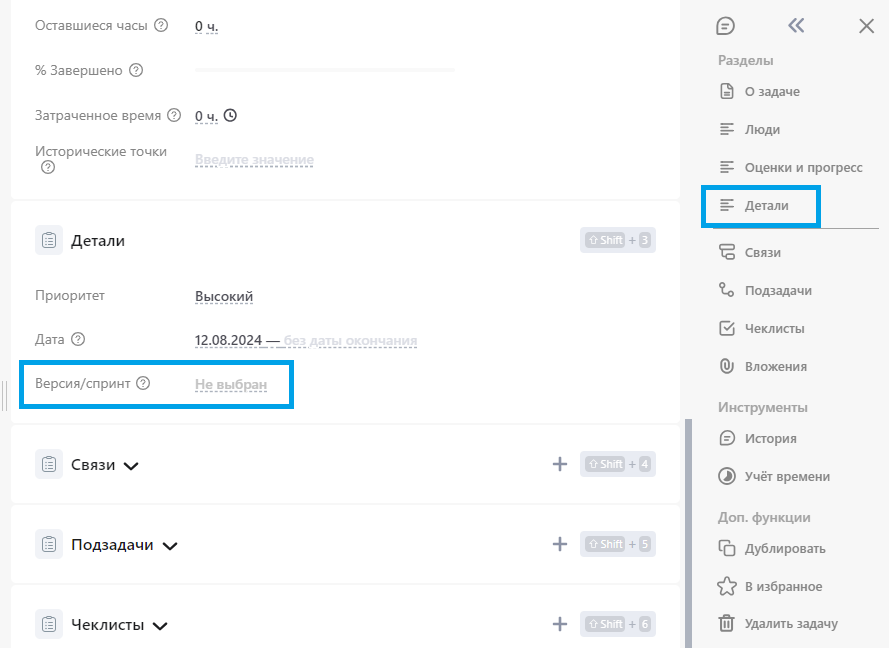 Оставшиеся часы
0 ч.
% Завершено
Затраченное время
0 ч.
Исторические точки
Введите значение
Детали
Shift + 3
Приоритет
Высокий
Дата
12.08.2024 — без даты окончания
Версия/спринт
Не выбран
Связи
Shift + 4
Подзадачи
Shift + 5
Чеклисты
Shift + 6
Разделы
О задаче
Люди
Оценки и прогресс
Детали
Связи
Подзадачи
Чеклисты
Вложения
Инструменты
История
Учёт времени
Доп. функции
Дублировать
В избранное
Удалить задачу